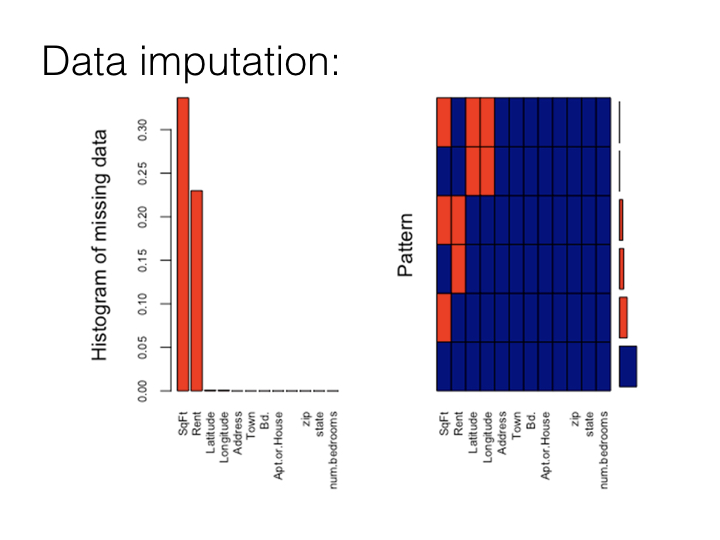 Data imputation:
Histogram of missing data
0.00
0.05
0.10
0.15
0.20
0.25
0.30
SqFt
Rent
Latitude
Longitude
Address
Town
Bd.
Apt.or.House
zip
state
num.bedrooms
Pattern
SqFt
Rent
Latitude
Longitude
Address
Town
Bd.
Apt.or.House
zip
state
num.bedrooms